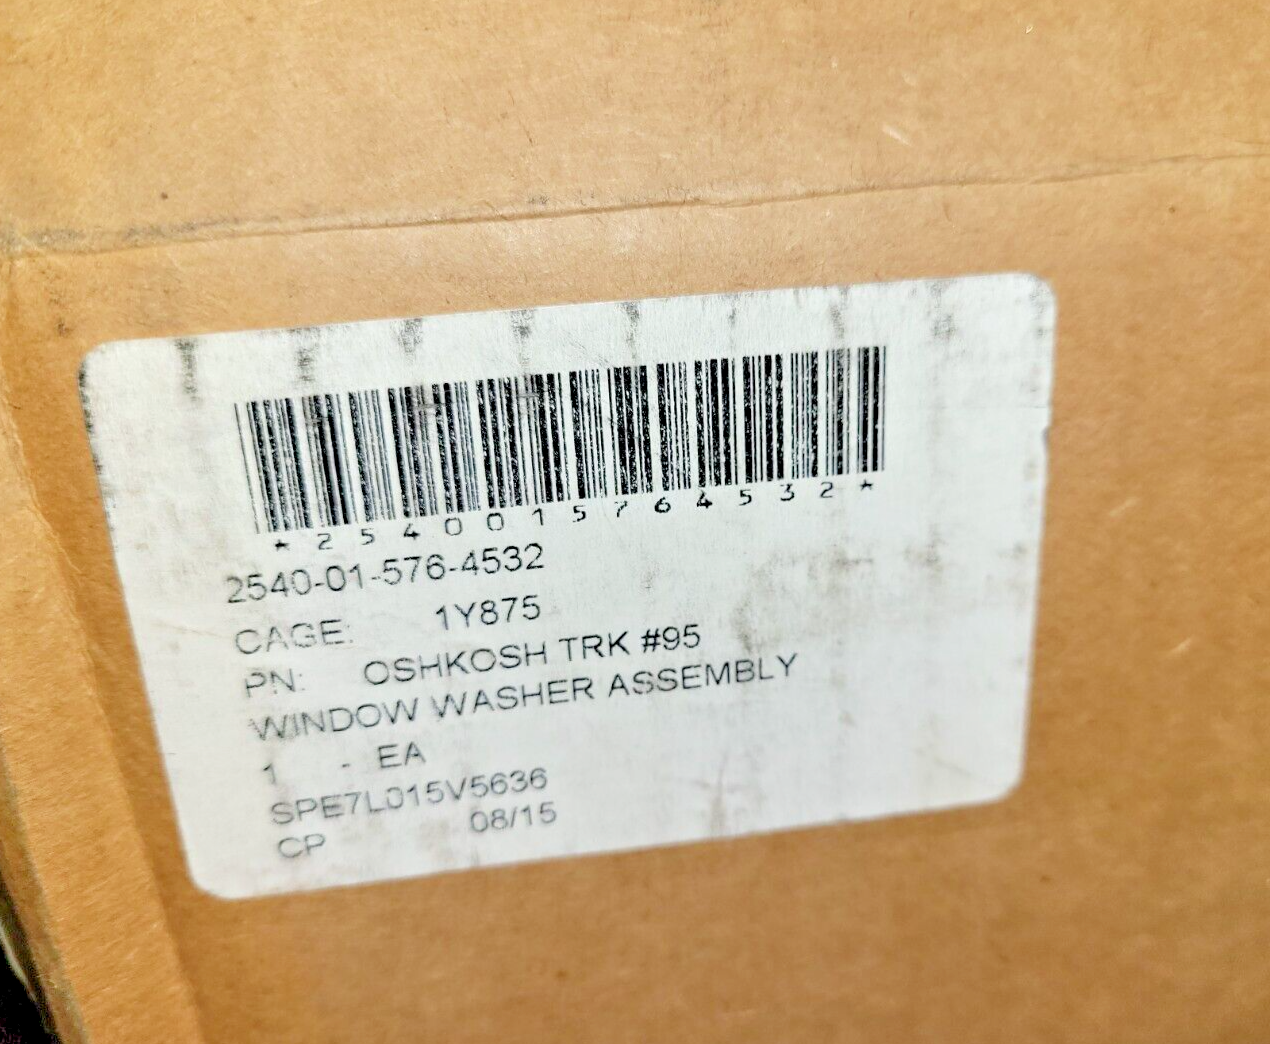 *2540015764532*
2540-01-576-4532
CAGE: 1Y875
PN: OSHKOSH TRK #95
WINDOW WASHER ASSEMBLY
1 - EA
SPE7L015V5636
CP 08/15